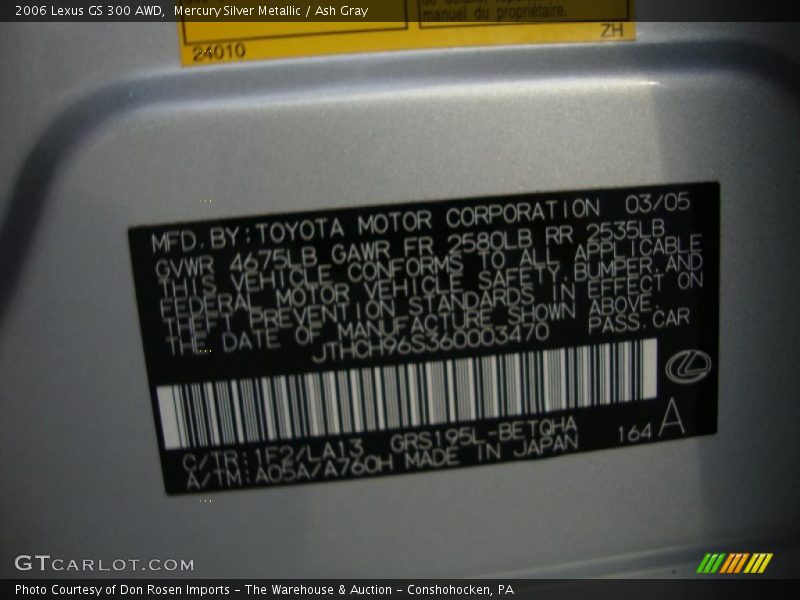 2006 Lexus GS 300 AWD,  Mercury Silver Metallic / Ash Gray
manuel du propriétaire.
24010
ZH
MFD. BY: TOYOTA MOTOR CORPORATION 03/05
GVWR 4675LB GAWR FR 2580LB RR 2535LB
THIS VEHICLE CONFORMS TO ALL APPLICABLE
FEDERAL MOTOR VEHICLE SAFETY, BUMPER, AND
THEFT PREVENTION STANDARDS IN EFFECT ON
THE DATE OF MANUFACTURE SHOWN ABOVE.
JTHCH96S360003470 PASS. CAR
C/TR: 1F2/LA13 GRS195L-BETQHA
A/TM: A05A/A760H MADE IN JAPAN 164 A
GTCARLOT.COM
Photo Courtesy of Don Rosen Imports - The Warehouse & Auction - Conshohocken, PA